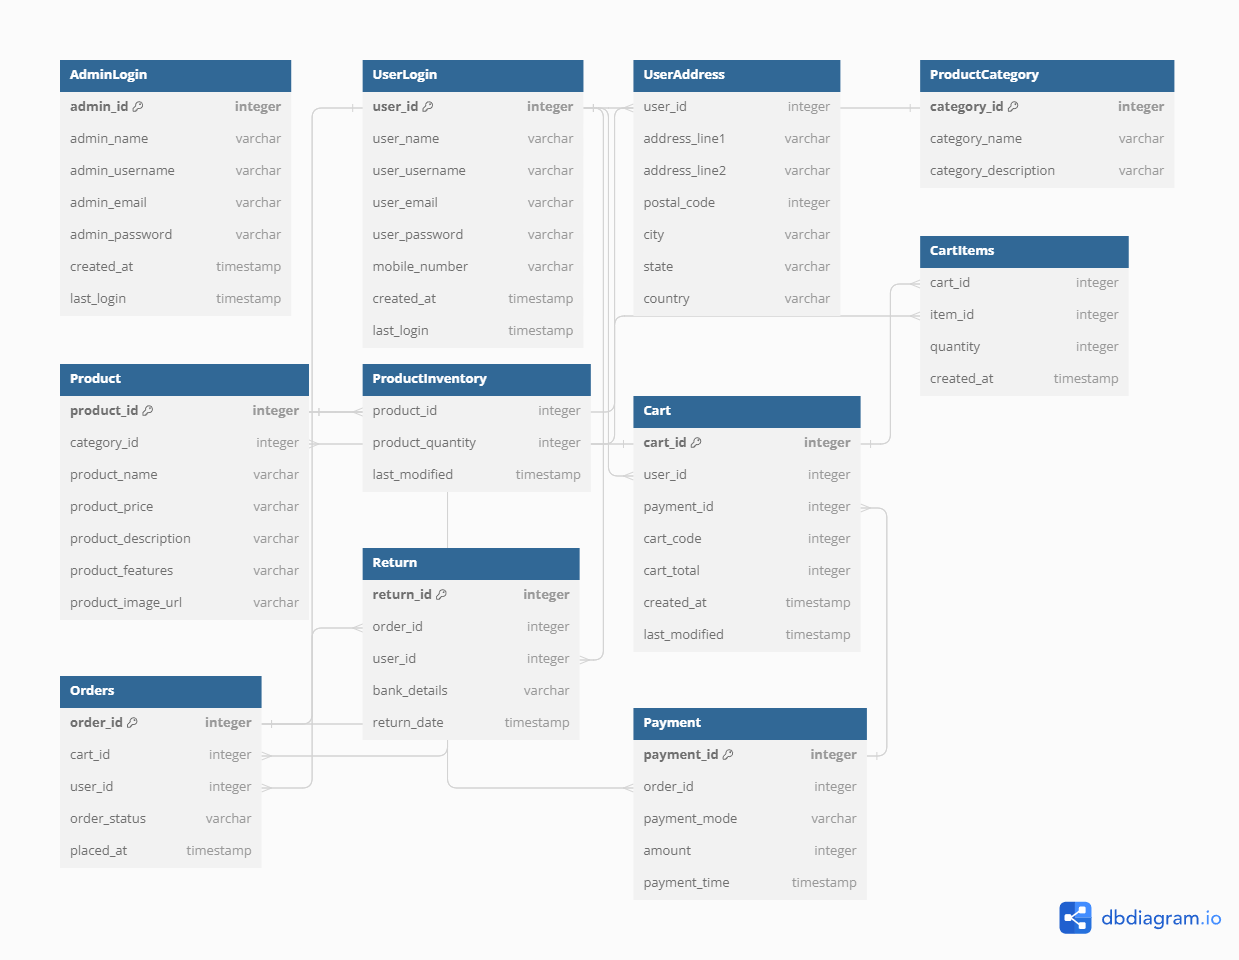 AdminLogin
admin_id integer
admin_name varchar
admin_username varchar
admin_email varchar
admin_password varchar
created_at timestamp
last_login timestamp
UserLogin
user_id integer
user_name varchar
user_username varchar
user_email varchar
user_password varchar
mobile_number varchar
created_at timestamp
last_login timestamp
UserAddress
user_id integer
address_line1 varchar
address_line2 varchar
postal_code integer
city varchar
state varchar
country varchar
ProductCategory
category_id integer
category_name varchar
category_description varchar
CartItems
cart_id integer
item_id integer
quantity integer
created_at timestamp
Product
product_id integer
category_id integer
product_name varchar
product_price varchar
product_description varchar
product_features varchar
product_image_url varchar
ProductInventory
product_id integer
product_quantity integer
last_modified timestamp
Cart
cart_id integer
user_id integer
payment_id integer
cart_code integer
cart_total integer
created_at timestamp
last_modified timestamp
Return
return_id integer
order_id integer
user_id integer
bank_details varchar
return_date timestamp
Orders
order_id integer
cart_id integer
user_id integer
order_status varchar
placed_at timestamp
Payment
payment_id integer
order_id integer
payment_mode varchar
amount integer
payment_time timestamp
dbdiagram.io